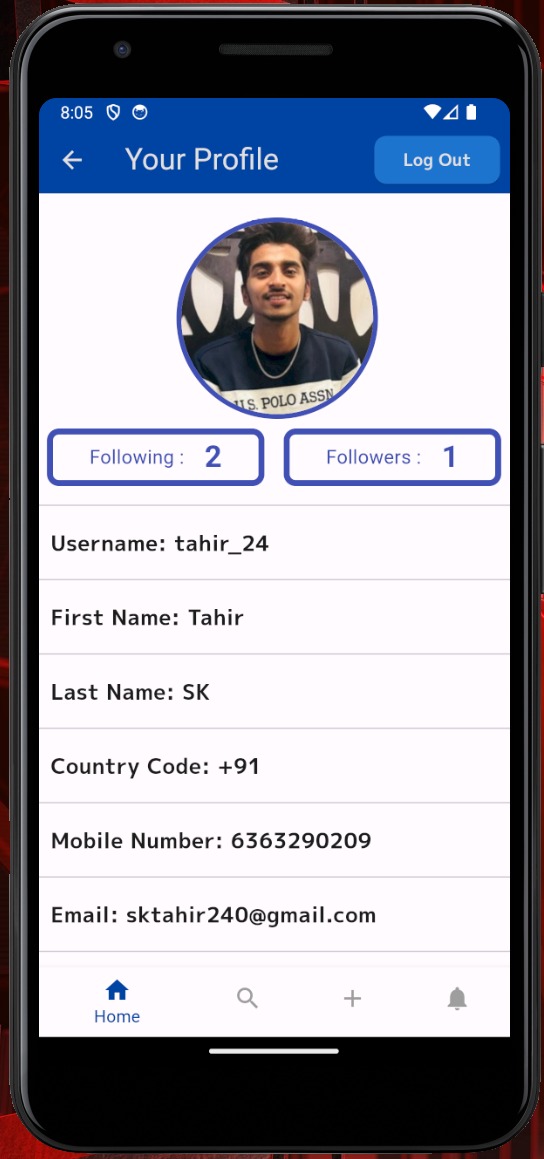 8:05
Your Profile
Log Out
U.S. POLO ASSN
Following : 2
Followers : 1
Username: tahir_24
First Name: Tahir
Last Name: SK
Country Code: +91
Mobile Number: 6363290209
Email: sktahir240@gmail.com
Home